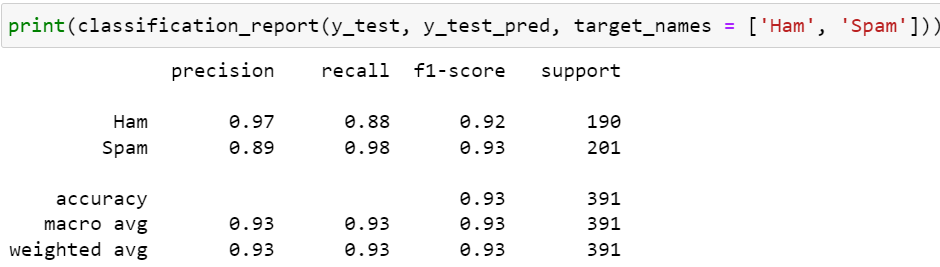 print(classification_report(y_test, y_test_pred, target_names = ['Ham', 'Spam']))
precision recall f1-score support
Ham 0.97 0.88 0.92 190
Spam 0.89 0.98 0.93 201
accuracy 0.93 391
macro avg 0.93 0.93 0.93 391
weighted avg 0.93 0.93 0.93 391